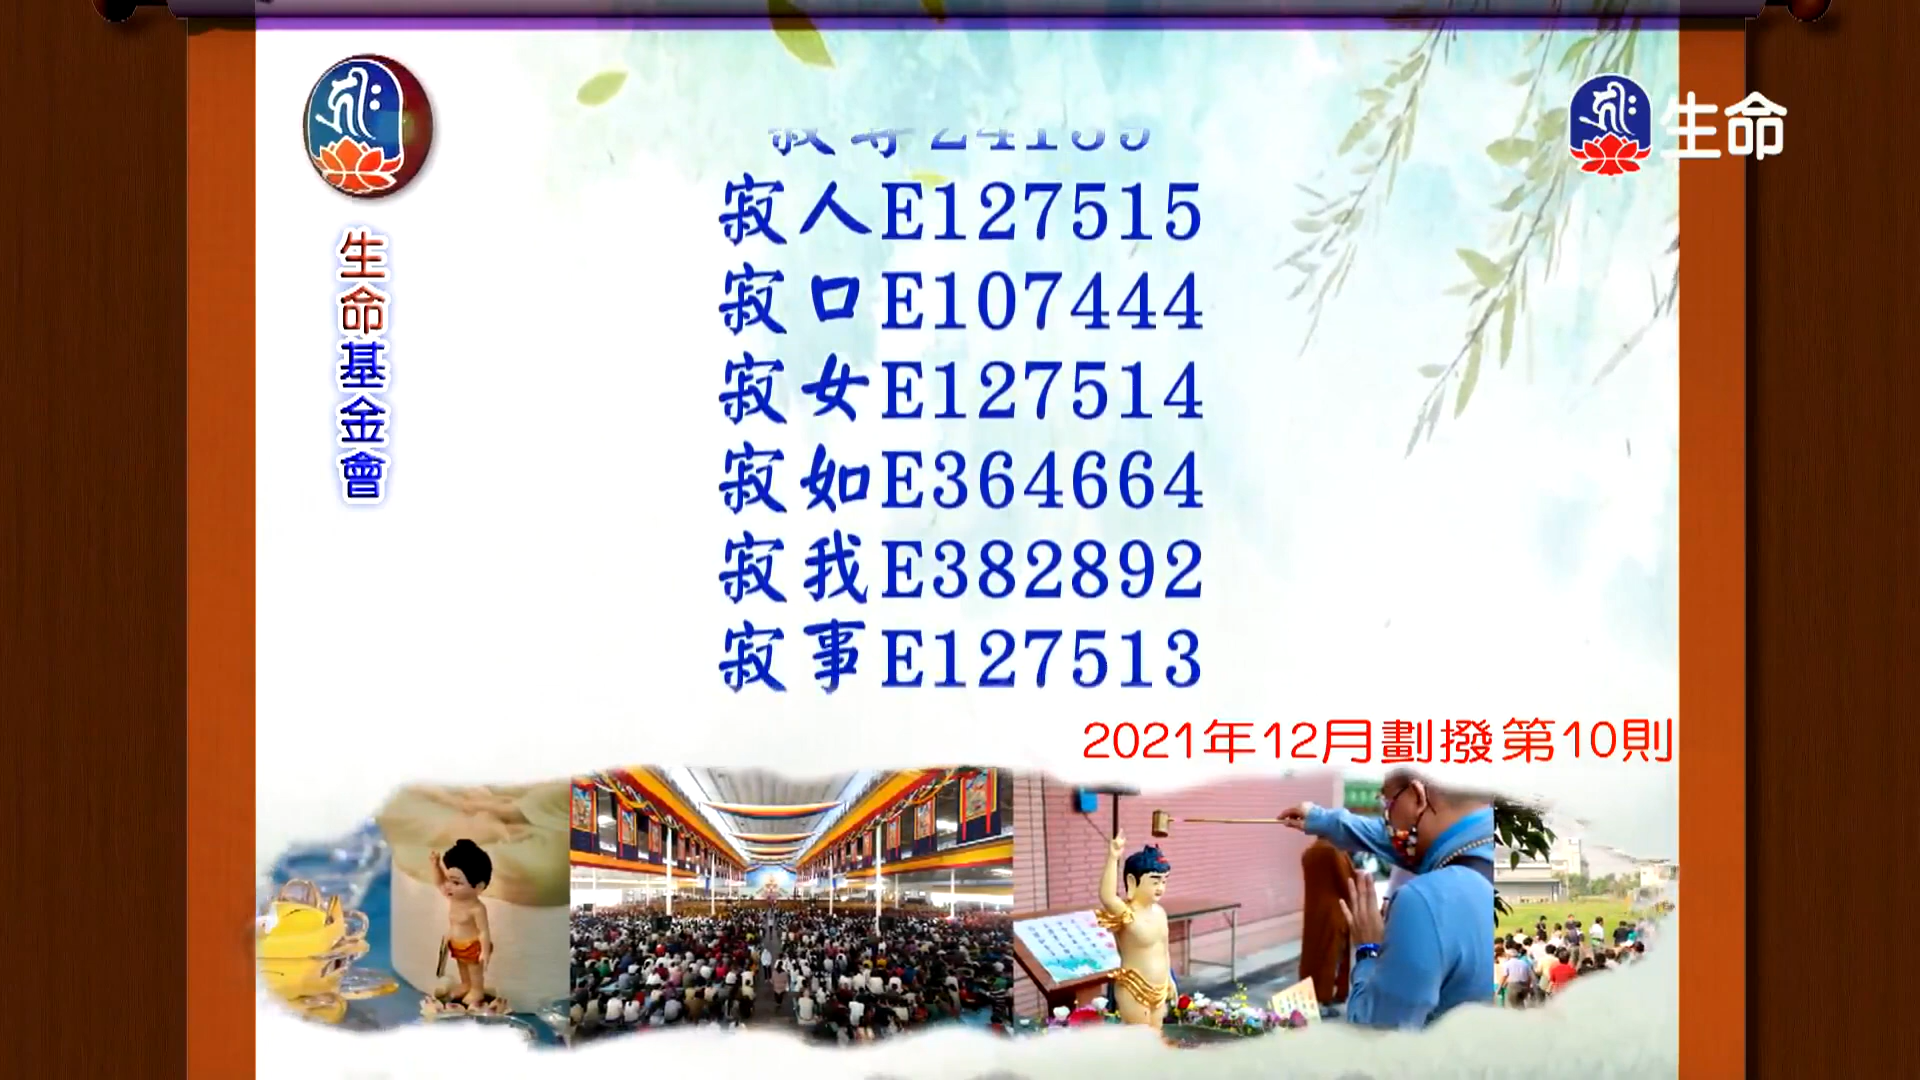 生命
生命基金會
寂人E127515
寂口E107444
寂女E127514
寂如E364664
寂我E382892
寂事E127513
2021年12月劃撥第10則